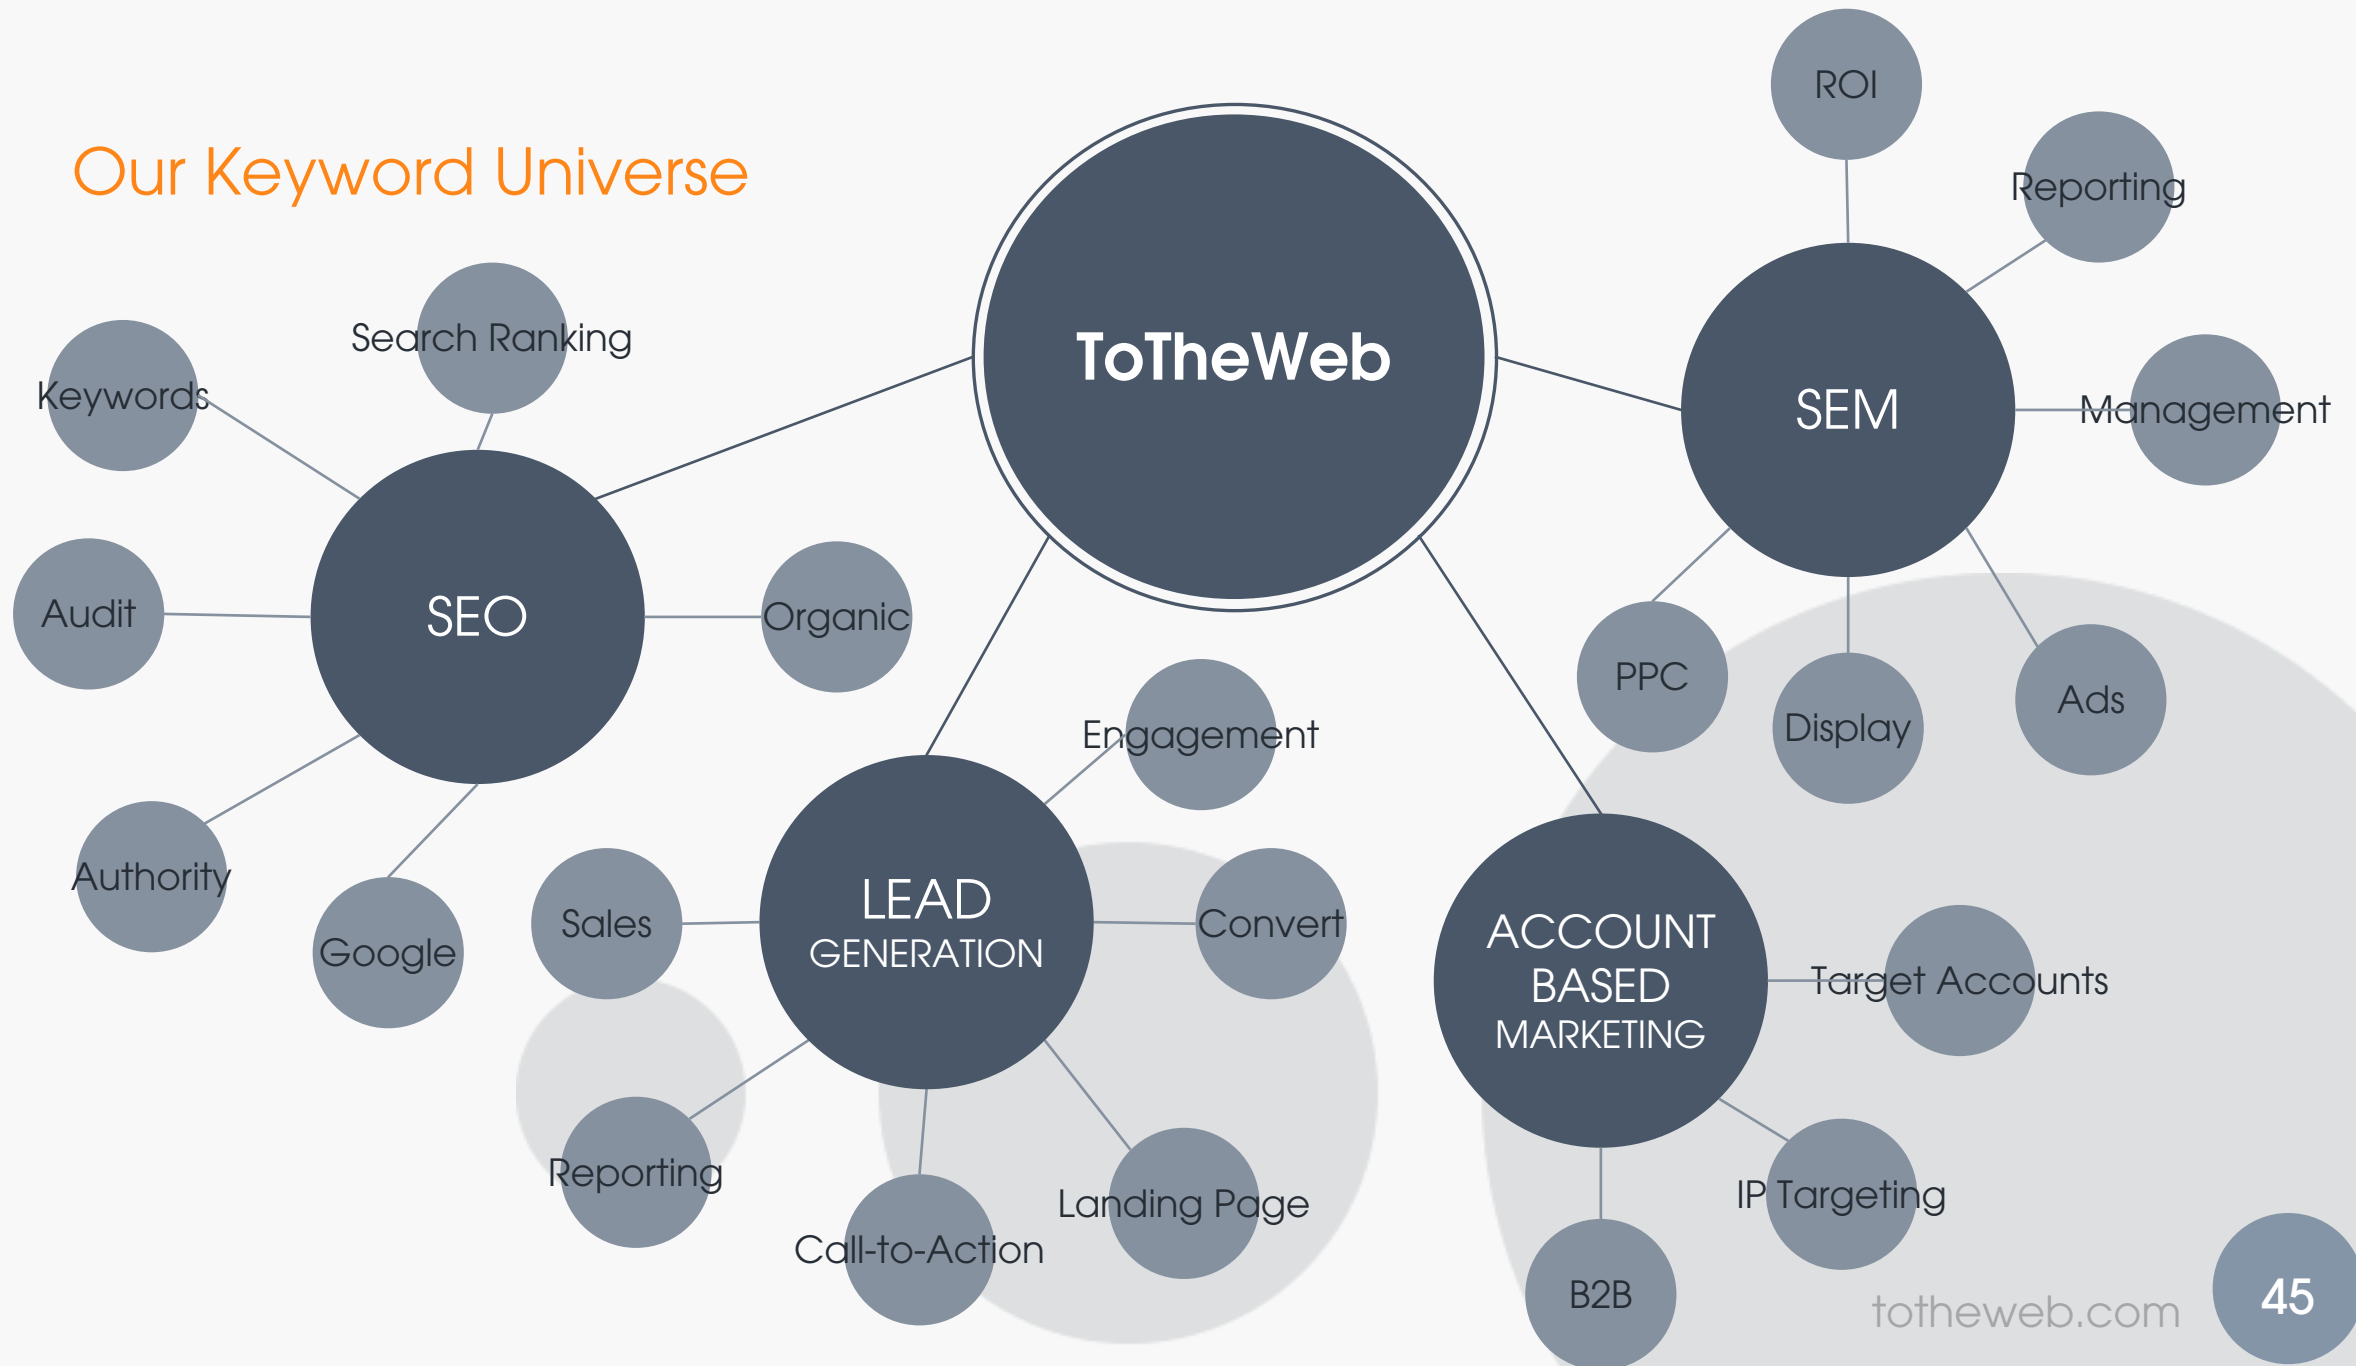 Our Keyword Universe
ToTheWeb
SEO
Search Ranking
Keywords
Audit
Authority
Google
Organic
LEAD
GENERATION
Engagement
Convert
Landing Page
Call-to-Action
Reporting
Sales
ACCOUNT
BASED
MARKETING
Target Accounts
IP Targeting
B2B
SEM
ROI
Reporting
Management
Ads
Display
PPC
totheweb.com
45